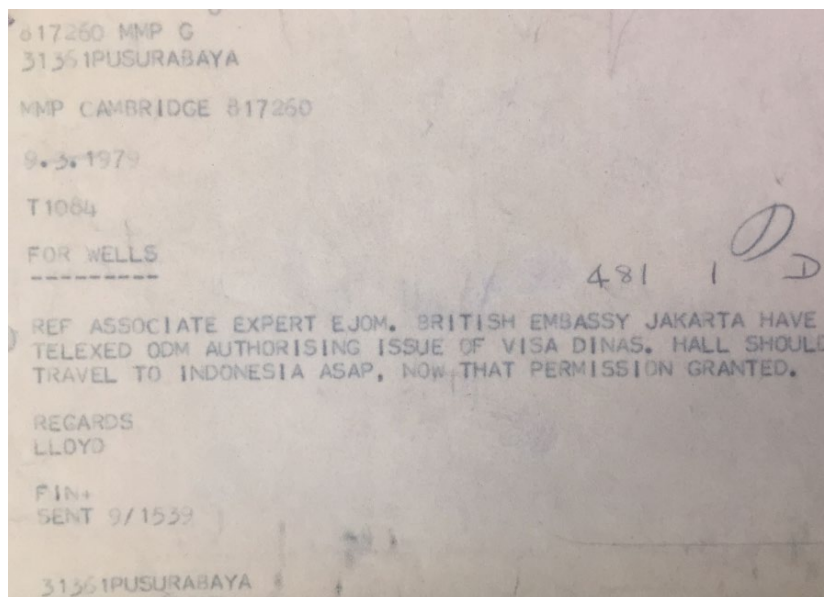 817260 MMP G
31361PUSURABAYA
MMP CAMBRIDGE 817260
9.3.1979
T1064
FOR WELLS
---------
481 1 D
REF ASSOCIATE EXPERT EJOM. BRITISH EMBASSY JAKARTA HAVE
TELEXED ODM AUTHORISING ISSUE OF VISA DINAS. HALL SHOULD
TRAVEL TO INDONESIA ASAP, NOW THAT PERMISSION GRANTED.
REGARDS
LLOYD
FIN+
SENT 9/1539
31361PUSURABAYA